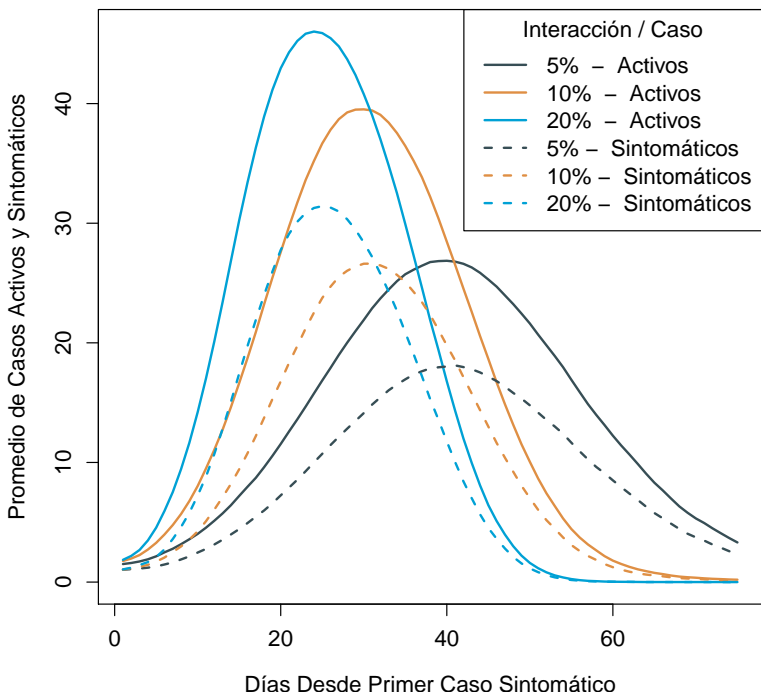 Interacción / Caso
5% – Activos
10% – Activos
20% – Activos
5% – Sintomáticos
10% – Sintomáticos
20% – Sintomáticos
Promedio de Casos Activos y Sintomáticos
40
30
20
10
0
0 20 40 60
Días Desde Primer Caso Sintomático